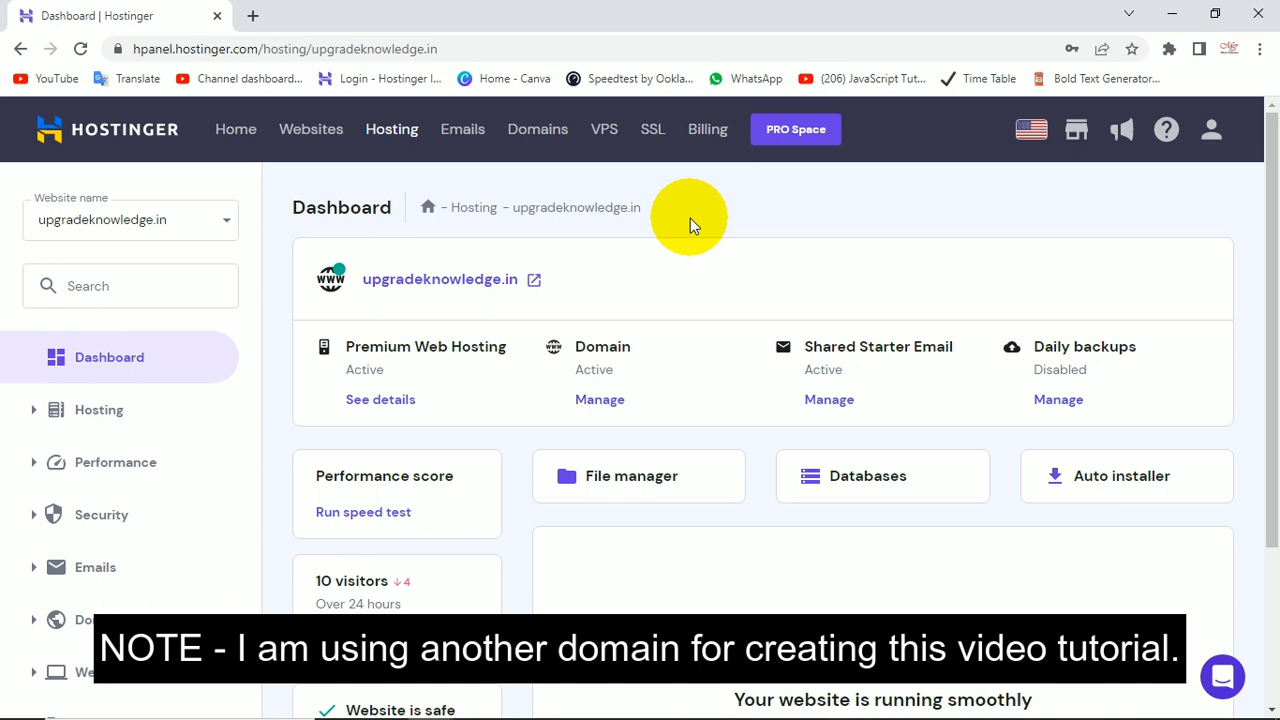 Dashboard | Hostinger
hpanel.hostinger.com/hosting/upgradeknowledge.in
YouTube Translate Channel dashboard... Login - Hostinger I... Home - Canva Speedtest by Ookla... WhatsApp (206) JavaScript Tut... Time Table Bold Text Generator...
HOSTINGER Home Websites Hosting Emails Domains VPS SSL Billing PRO Space
Website name
upgradeknowledge.in
Search
Dashboard
Hosting
Performance
Security
Emails
Do
We
Dashboard - Hosting - upgradeknowledge.in
www upgradeknowledge.in
Premium Web Hosting
Active
See details
www Domain
Active
Manage
Shared Starter Email
Active
Manage
Daily backups
Disabled
Manage
Performance score
Run speed test
File manager
Databases
Auto installer
10 visitors ↓4
Over 24 hours
NOTE - I am using another domain for creating this video tutorial.
Website is safe
Your website is running smoothly